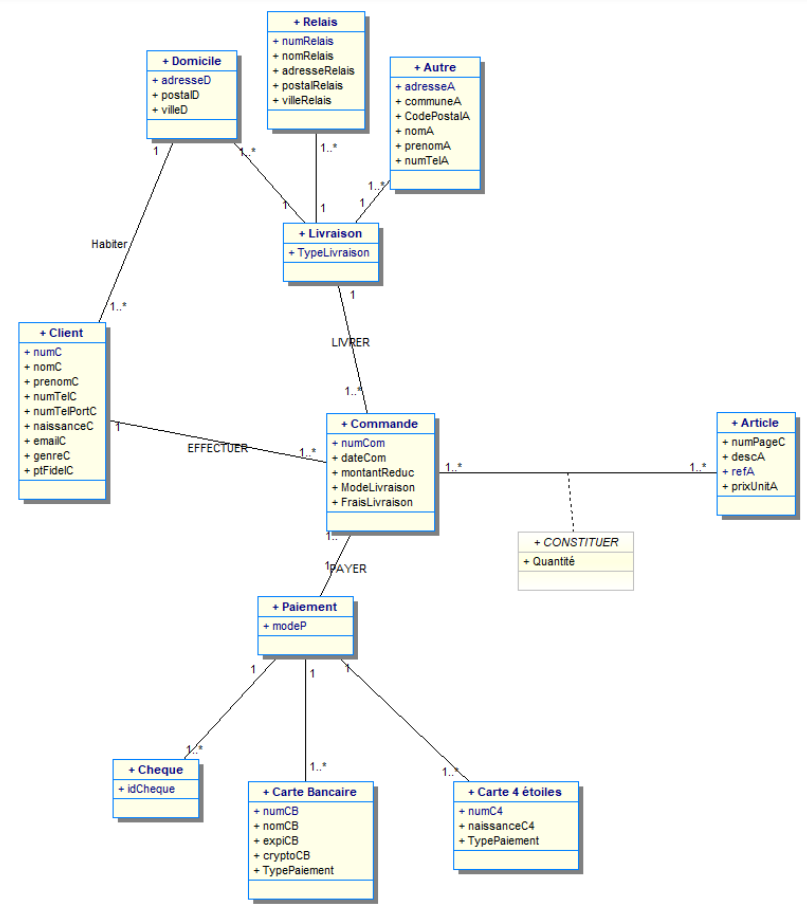 + Relais
+ numRelais
+ nomRelais
+ adresseRelais
+ postalRelais
+ villeRelais
+ Domicile
+ adresseD
+ postalD
+ villeD
+ Autre
+ adresseA
+ communeA
+ CodePostalA
+ nomA
+ prenomA
+ numTelA
1
1..*
1..*
1..*
1
1
1
+ Livraison
+ TypeLivraison
Habiter
1
1..*
LIVRER
1..*
+ Client
+ numC
+ nomC
+ prenomC
+ numTelC
+ numTelPortC
+ naissanceC
+ emailC
+ genreC
+ ptFidelC
1
EFFECTUER
1..*
+ Commande
+ numCom
+ dateCom
+ montantReduc
+ ModeLivraison
+ FraisLivraison
1..*
1..*
+ Article
+ numPageC
+ descA
+ refA
+ prixUnitA
+ CONSTITUER
+ Quantité
1..
1
PAYER
+ Paiement
+ modeP
1
1
1
1..*
1..*
1..*
+ Cheque
+ idCheque
+ Carte Bancaire
+ numCB
+ nomCB
+ expiCB
+ cryptoCB
+ TypePaiement
+ Carte 4 étoiles
+ numC4
+ naissanceC4
+ TypePaiement